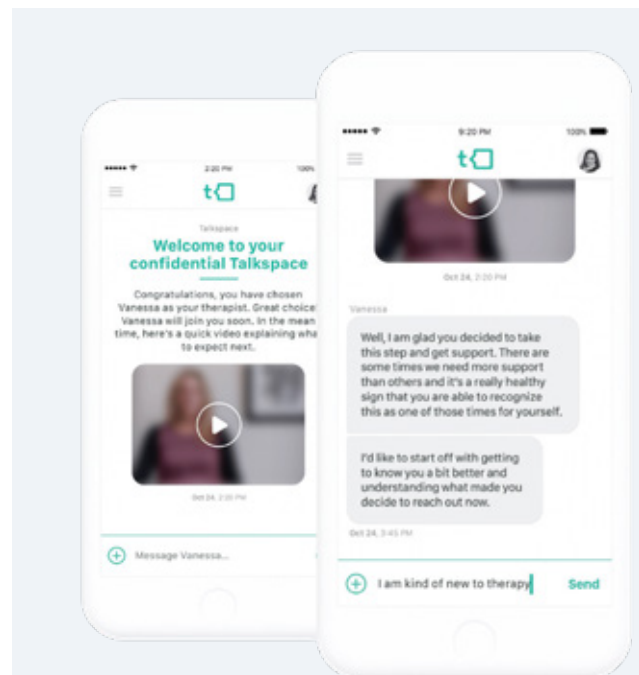 2:20 PM
100%
t
Talkspace
Welcome to your
confidential Talkspace
Congratulations, you have chosen
Vanessa as your therapist. Great choice
Vanessa will join you soon. In the mean
time, here's a quick video explaining wha
to expect next.
Oct 24, 2:20 PM
Message Vanessa...
9:20 PM
100%
t
Oct 24, 2:20 PM
Vanessa
Well, I am glad you decided to take
this step and get support. There are
some times we need more support
than others and it's a really healthy
sign that you are able to recognize
this as one of those times for yourself.
I'd like to start off with getting
to know you a bit better and
understanding what made you
decide to reach out now.
Oct 24, 3:45 PM
I am kind of new to therapy
Send